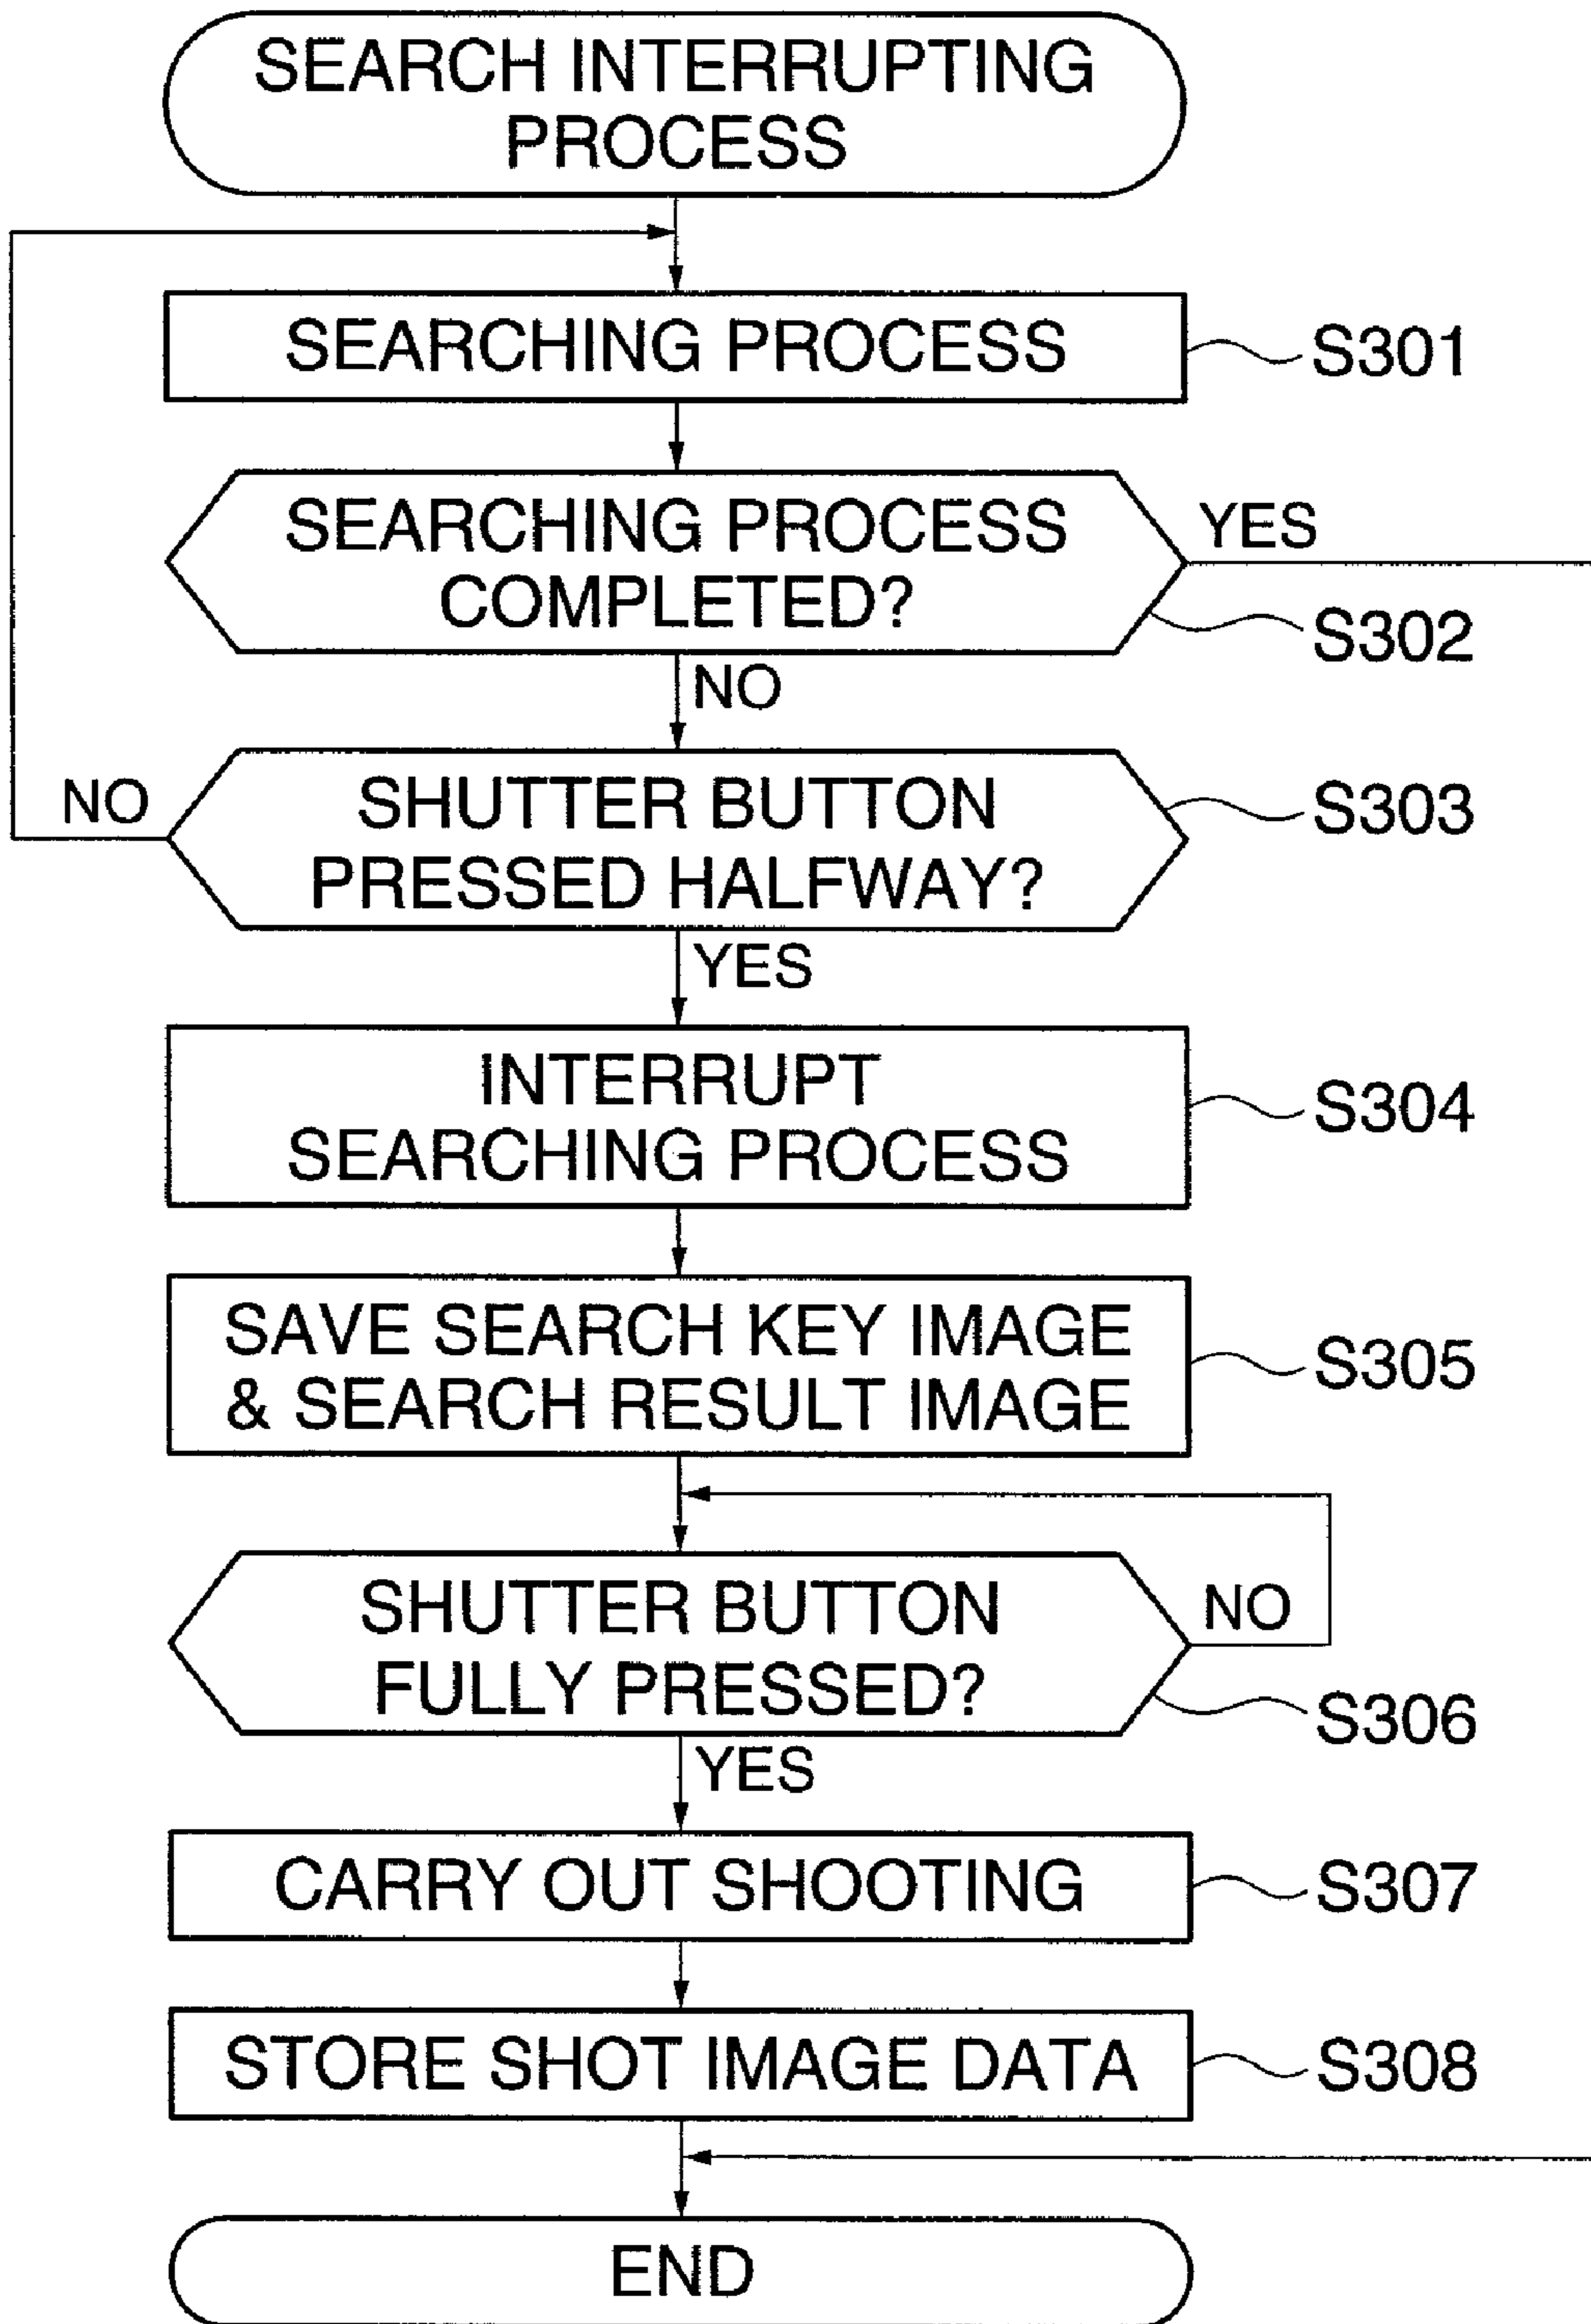 SEARCH INTERRUPTING
PROCESS
SEARCHING PROCESS
S301
SEARCHING PROCESS
COMPLETED?
YES
S302
NO
SHUTTER BUTTON
PRESSED HALFWAY?
NO
S303
YES
INTERRUPT
SEARCHING PROCESS
S304
SAVE SEARCH KEY IMAGE
& SEARCH RESULT IMAGE
S305
SHUTTER BUTTON
FULLY PRESSED?
NO
S306
YES
CARRY OUT SHOOTING
S307
STORE SHOT IMAGE DATA
S308
END